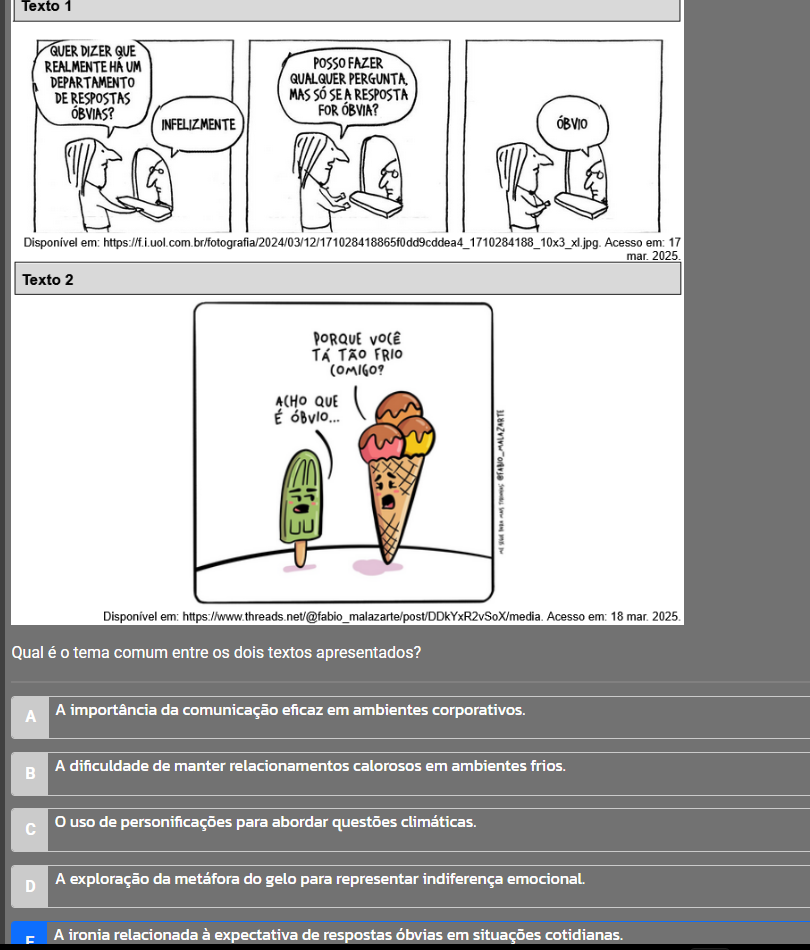 Texto 1
QUER DIZER QUE
REALMENTE HÁ UM
DEPARTAMENTO
DE RESPOSTAS
ÓBVIAS?
INFELIZMENTE
POSSO FAZER
QUALQUER PERGUNTA,
MAS SÓ SE A RESPOSTA
FOR ÓBVIA?
ÓBVIO
Disponível em: https://f.i.uol.com.br/fotografia/2024/03/12/171028418865f0dd9cddea4_1710284188_10x3_xl.jpg. Acesso em: 17
mar. 2025.
Texto 2
PORQUE VOCÊ
TÁ TÃO FRIO
COMIGO?
ACHO QUE
É ÓBVIO...
ME SIGA PARA MAIS TIRINHAS @FABIO_MALAZARTE
Disponível em: https://www.threads.net/@fabio_malazarte/post/DDkYxR2vSoX/media. Acesso em: 18 mar. 2025.
Qual é o tema comum entre os dois textos apresentados?
A
A importância da comunicação eficaz em ambientes corporativos.
B
A dificuldade de manter relacionamentos calorosos em ambientes frios.
C
O uso de personificações para abordar questões climáticas.
D
A exploração da metáfora do gelo para representar indiferença emocional.
E
A ironia relacionada à expectativa de respostas óbvias em situações cotidianas.